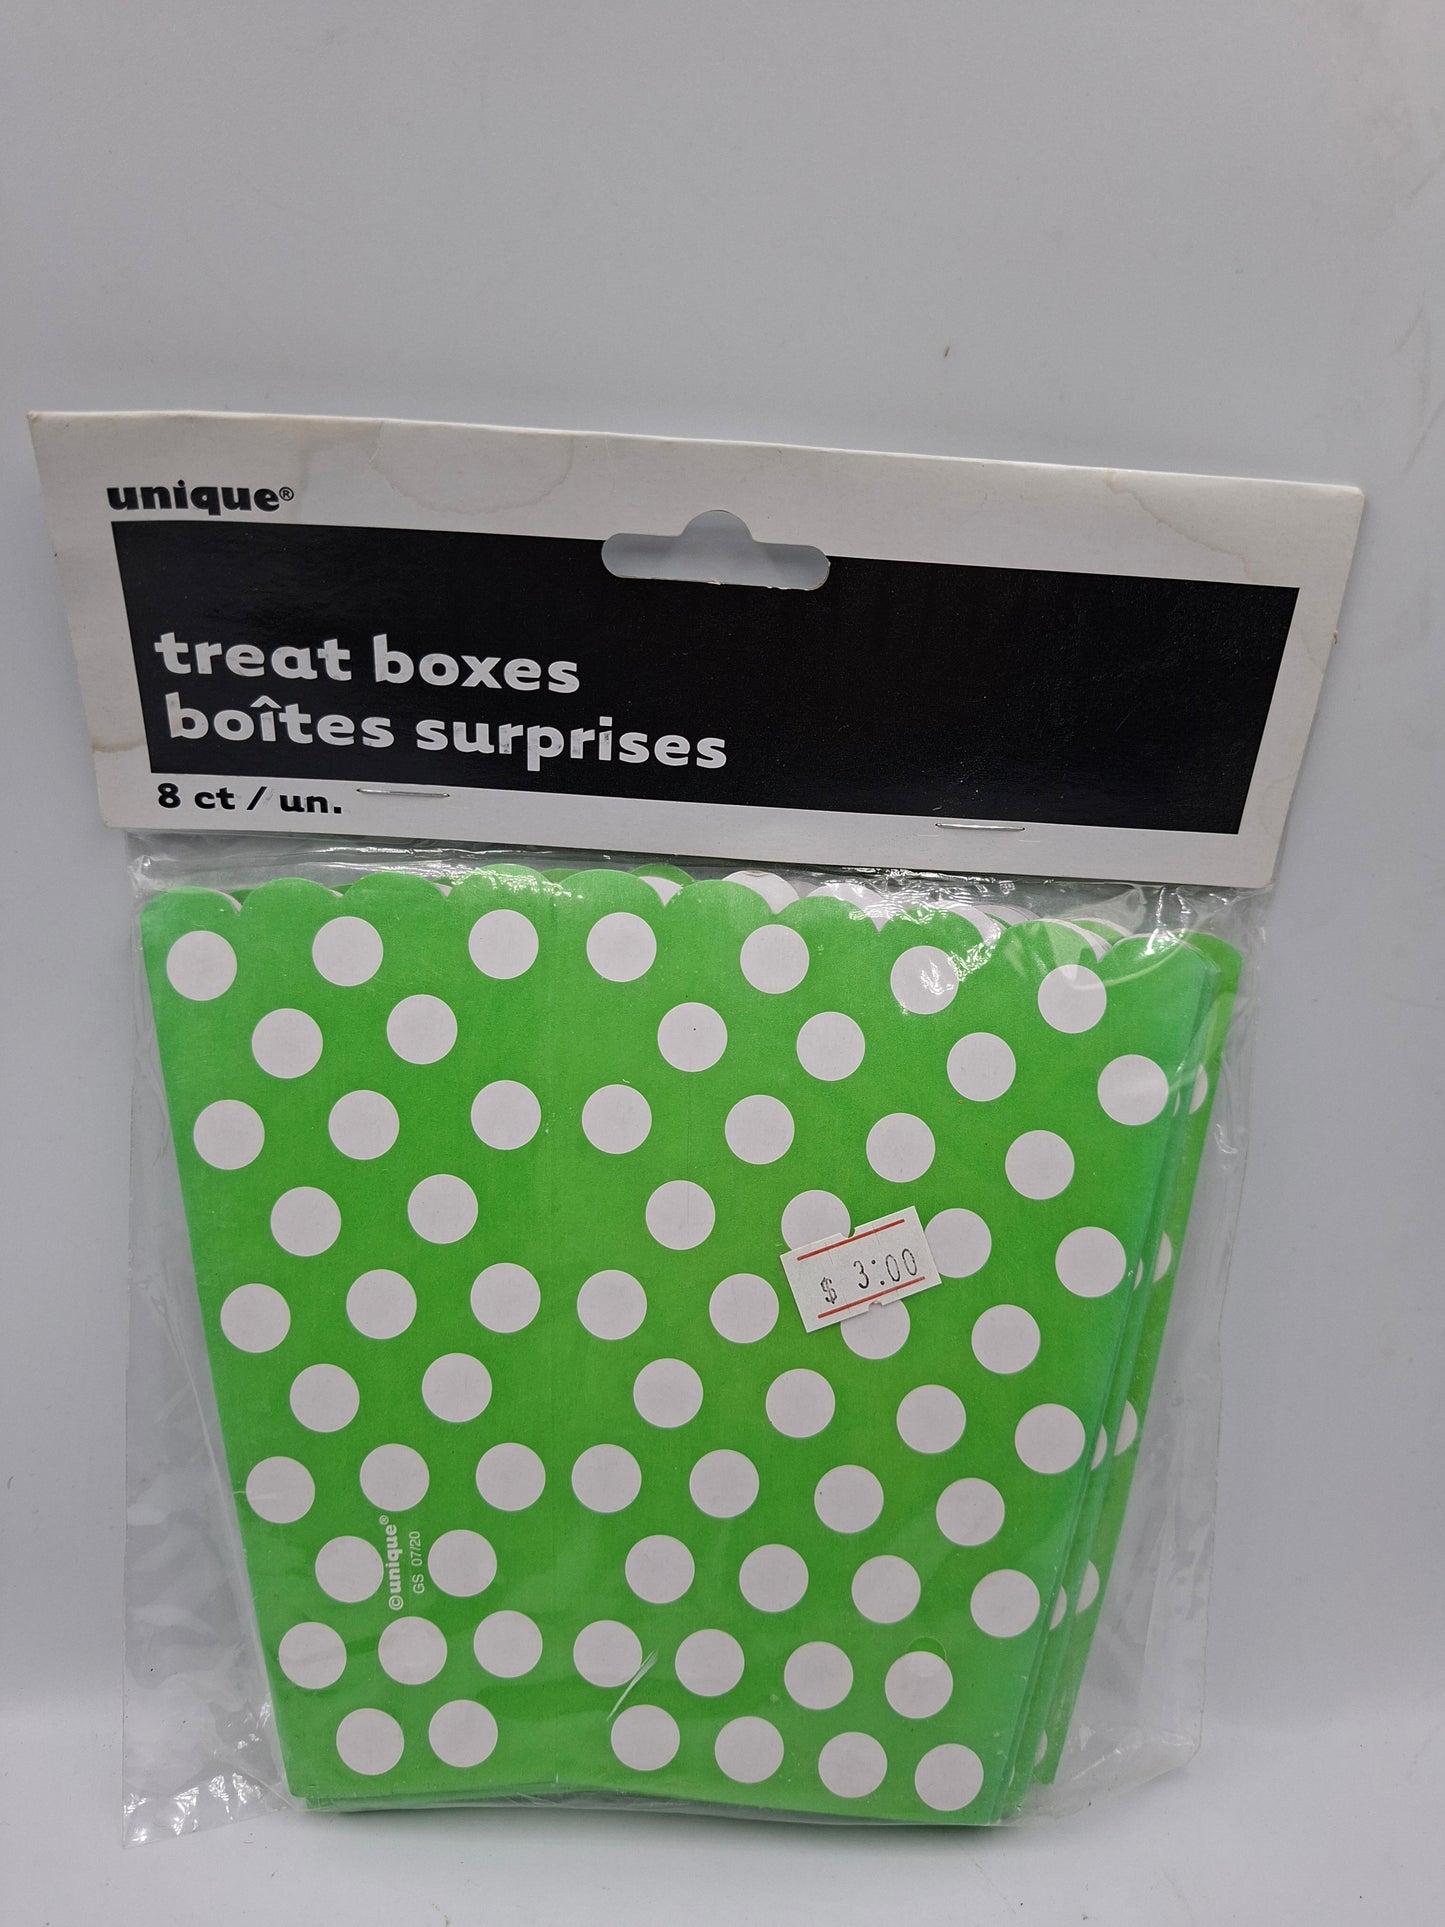 unique®
treat boxes
boîtes surprises
8 ct / un.
$ 3:00
©unique®
GS 07/20